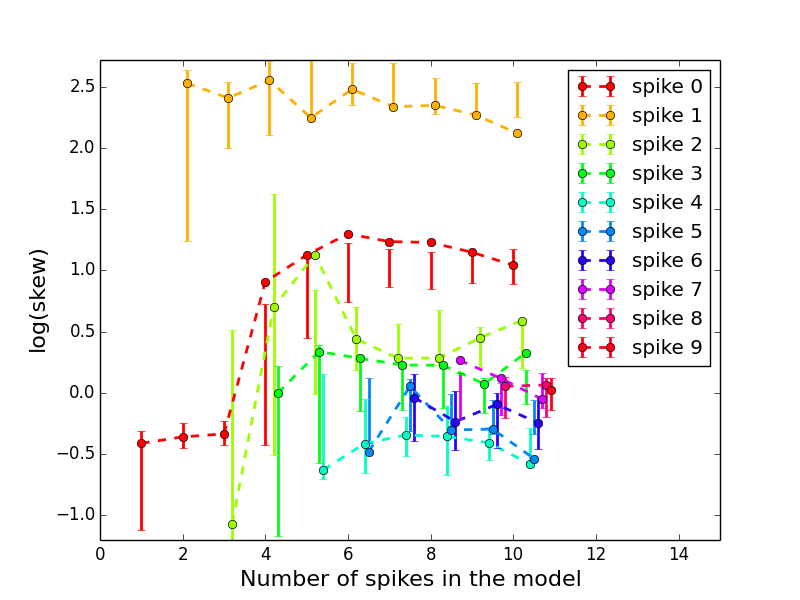 2.5
2.0
1.5
1.0
0.5
0.0
−0.5
−1.0
log(skew)
0 2 4 6 8 10 12 14
Number of spikes in the model
spike 0
spike 1
spike 2
spike 3
spike 4
spike 5
spike 6
spike 7
spike 8
spike 9